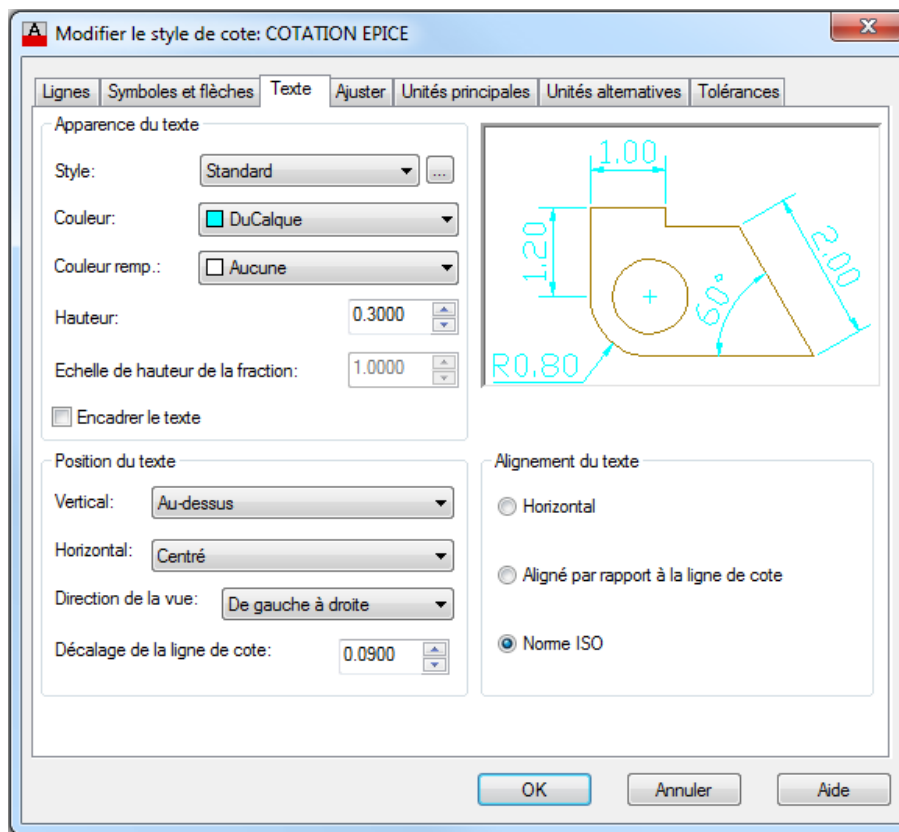 Modifier le style de cote: COTATION EPICE
Lignes Symboles et flèches Texte Ajuster Unités principales Unités alternatives Tolérances
Apparence du texte
Style: Standard ...
Couleur: DuCalque
Couleur remp.: Aucune
Hauteur: 0.3000
Echelle de hauteur de la fraction: 1.0000
Encadrer le texte
1.00
1.20
2.00
60°
R0.80
Position du texte
Vertical: Au-dessus
Horizontal: Centré
Direction de la vue: De gauche à droite
Décalage de la ligne de cote: 0.0900
Alignement du texte
Horizontal
Aligné par rapport à la ligne de cote
Norme ISO
OK Annuler Aide